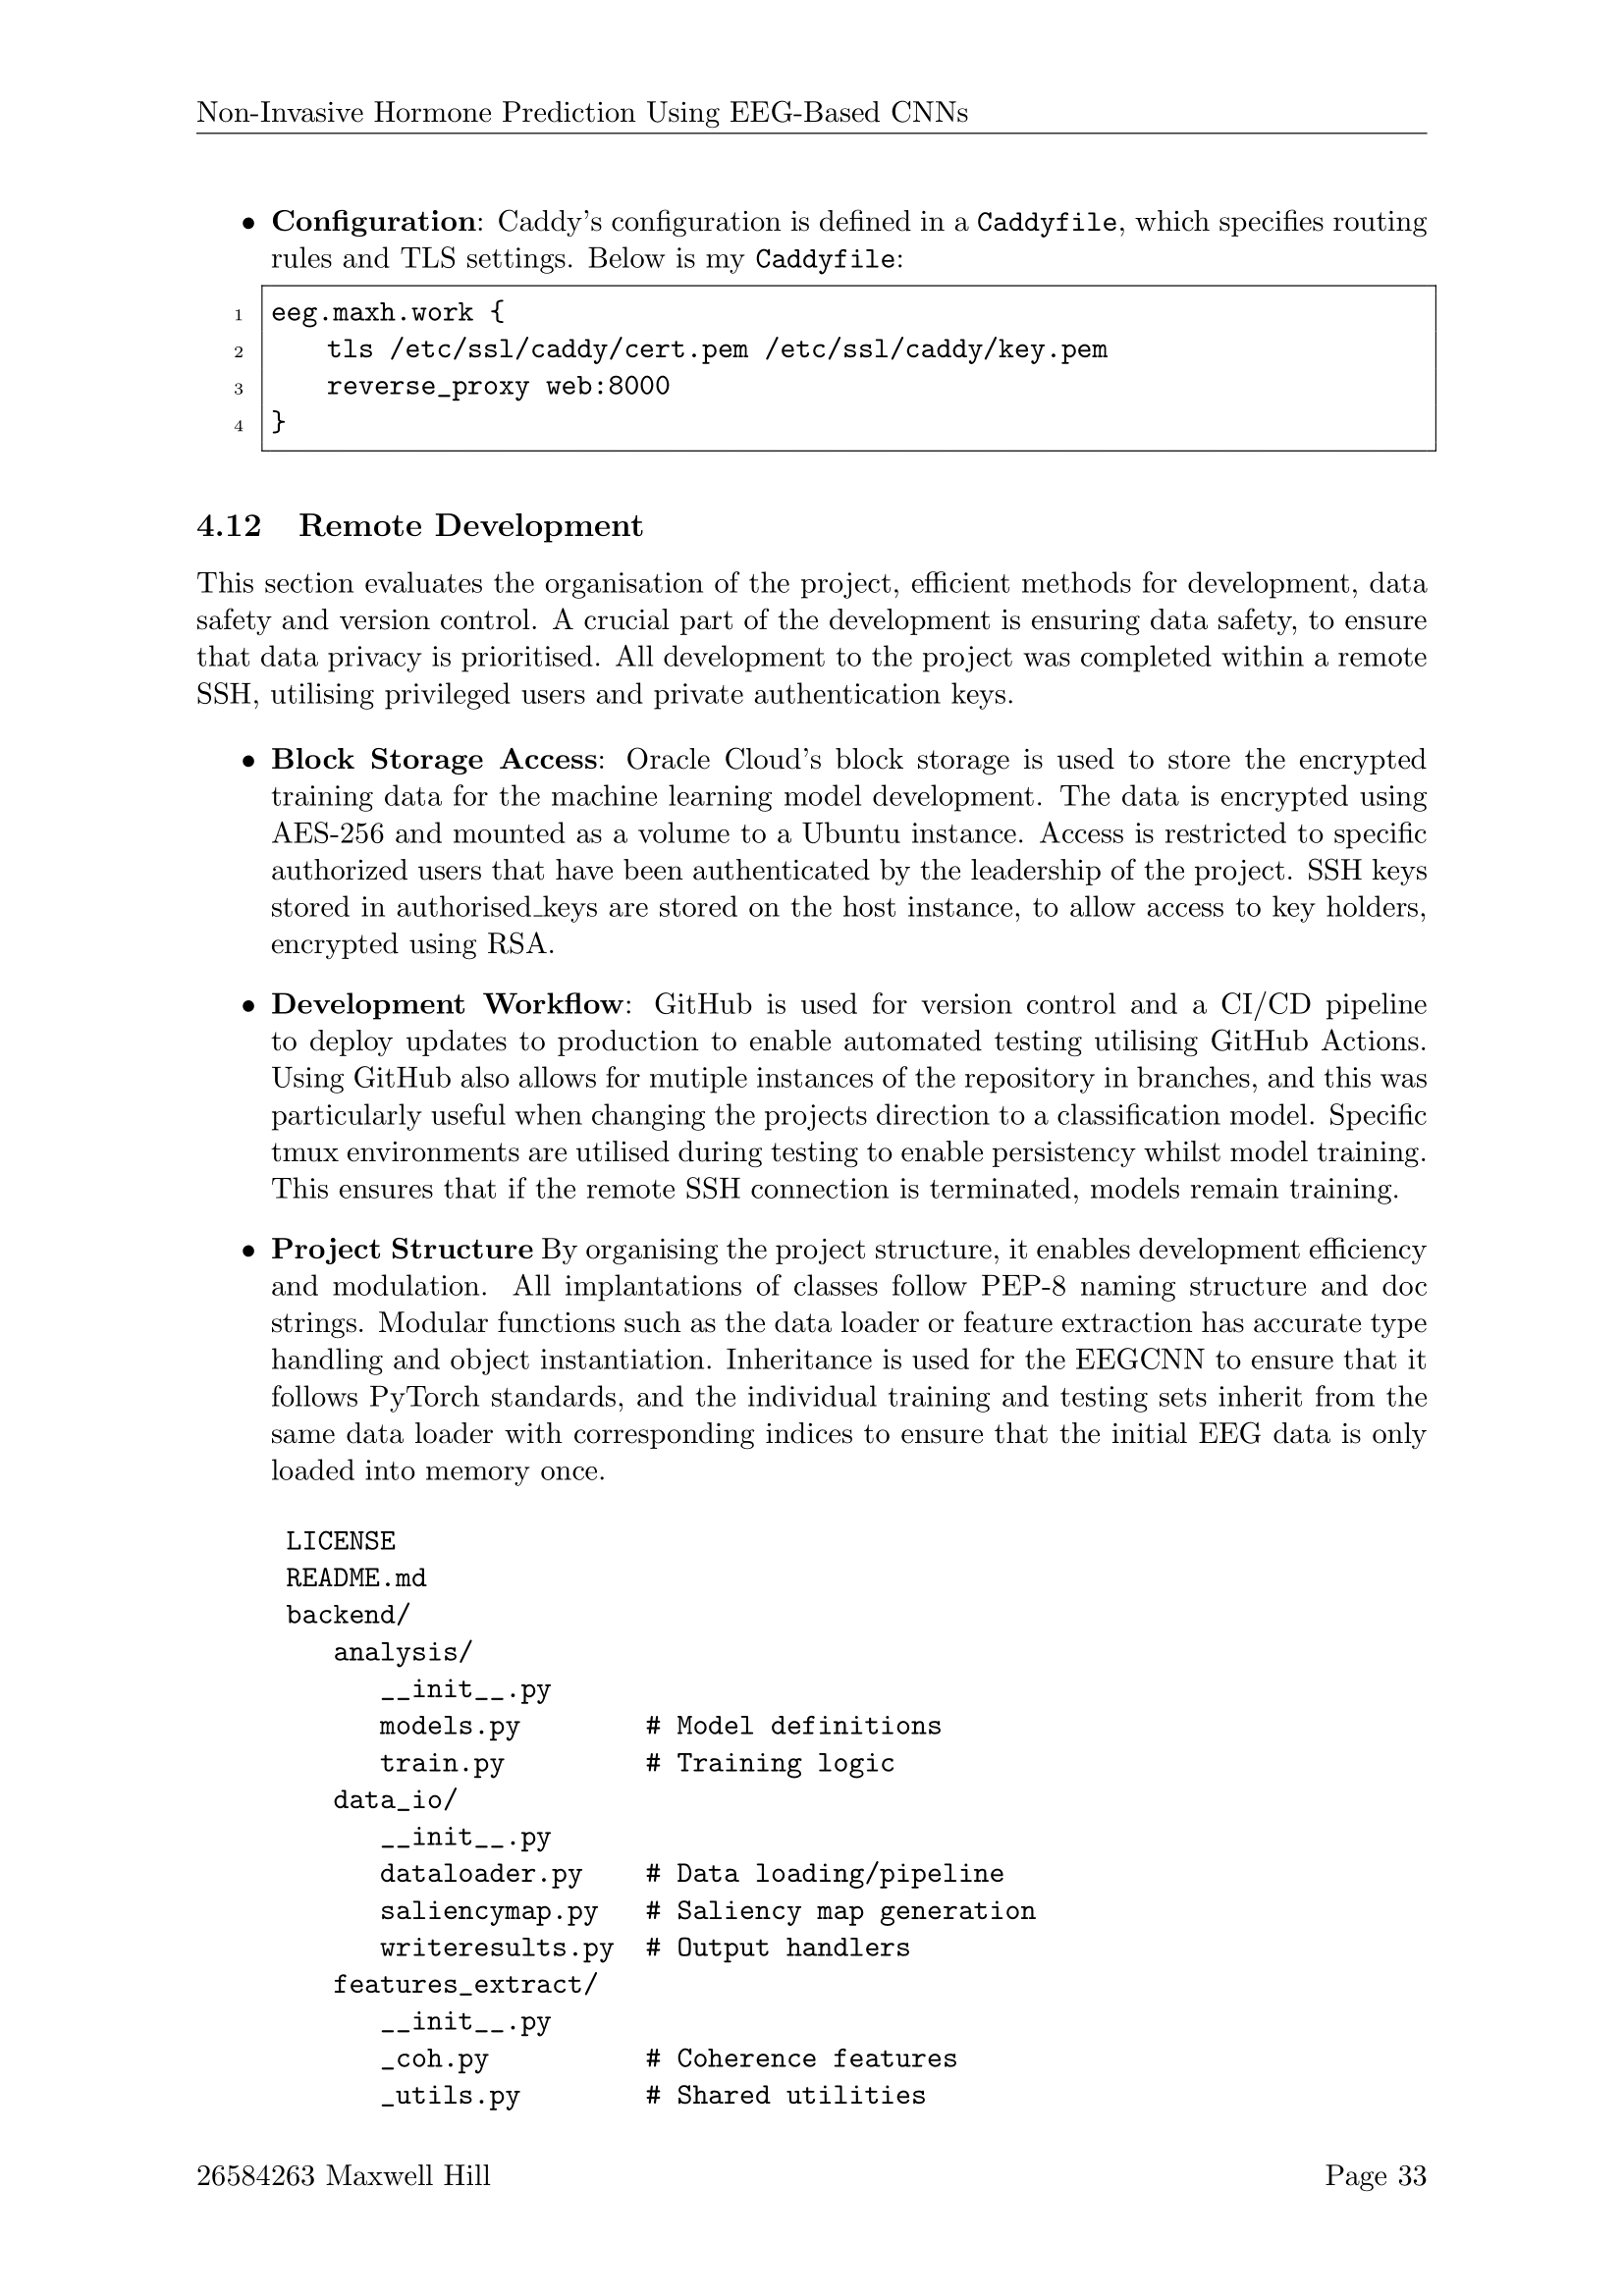 Non-Invasive Hormone Prediction Using EEG-Based CNNs
• Configuration: Caddy's configuration is defined in a Caddyfile, which specifies routing
rules and TLS settings. Below is my Caddyfile:
1 eeg.maxh.work {
2     tls /etc/ssl/caddy/cert.pem /etc/ssl/caddy/key.pem
3     reverse_proxy web:8000
4 }
4.12 Remote Development
This section evaluates the organisation of the project, efficient methods for development, data
safety and version control. A crucial part of the development is ensuring data safety, to ensure
that data privacy is prioritised. All development to the project was completed within a remote
SSH, utilising privileged users and private authentication keys.
• Block Storage Access: Oracle Cloud's block storage is used to store the encrypted
training data for the machine learning model development. The data is encrypted using
AES-256 and mounted as a volume to a Ubuntu instance. Access is restricted to specific
authorized users that have been authenticated by the leadership of the project. SSH keys
stored in authorised_keys are stored on the host instance, to allow access to key holders,
encrypted using RSA.
• Development Workflow: GitHub is used for version control and a CI/CD pipeline
to deploy updates to production to enable automated testing utilising GitHub Actions.
Using GitHub also allows for mutiple instances of the repository in branches, and this was
particularly useful when changing the projects direction to a classification model. Specific
tmux environments are utilised during testing to enable persistency whilst model training.
This ensures that if the remote SSH connection is terminated, models remain training.
• Project Structure By organising the project structure, it enables development efficiency
and modulation. All implantations of classes follow PEP-8 naming structure and doc
strings. Modular functions such as the data loader or feature extraction has accurate type
handling and object instantiation. Inheritance is used for the EEGCNN to ensure that it
follows PyTorch standards, and the individual training and testing sets inherit from the
same data loader with corresponding indices to ensure that the initial EEG data is only
loaded into memory once.
LICENSE
README.md
backend/
   analysis/
      __init__.py
      models.py        # Model definitions
      train.py         # Training logic
   data_io/
      __init__.py
      dataloader.py    # Data loading/pipeline
      saliencymap.py   # Saliency map generation
      writeresults.py  # Output handlers
   features_extract/
      __init__.py
      _coh.py          # Coherence features
      _utils.py        # Shared utilities
26584263 Maxwell Hill Page 33